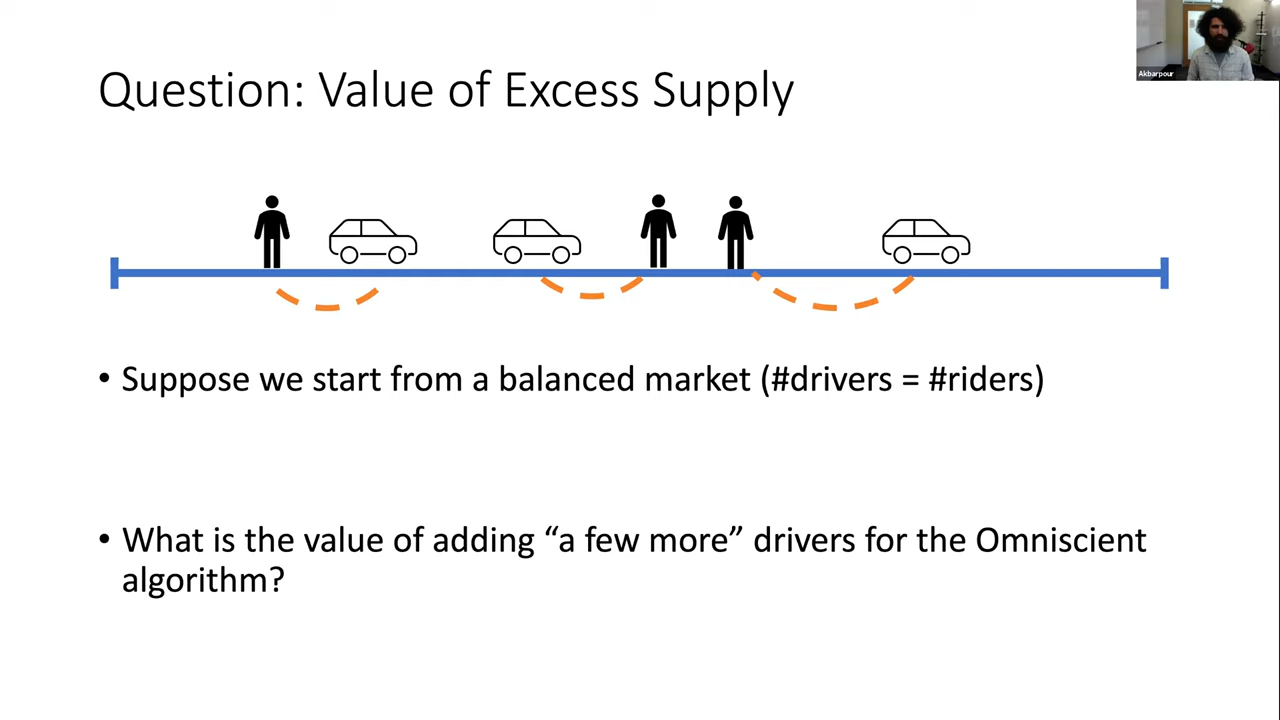 Akbarpour
Question: Value of Excess Supply
• Suppose we start from a balanced market (#drivers = #riders)
• What is the value of adding “a few more” drivers for the Omniscient
algorithm?